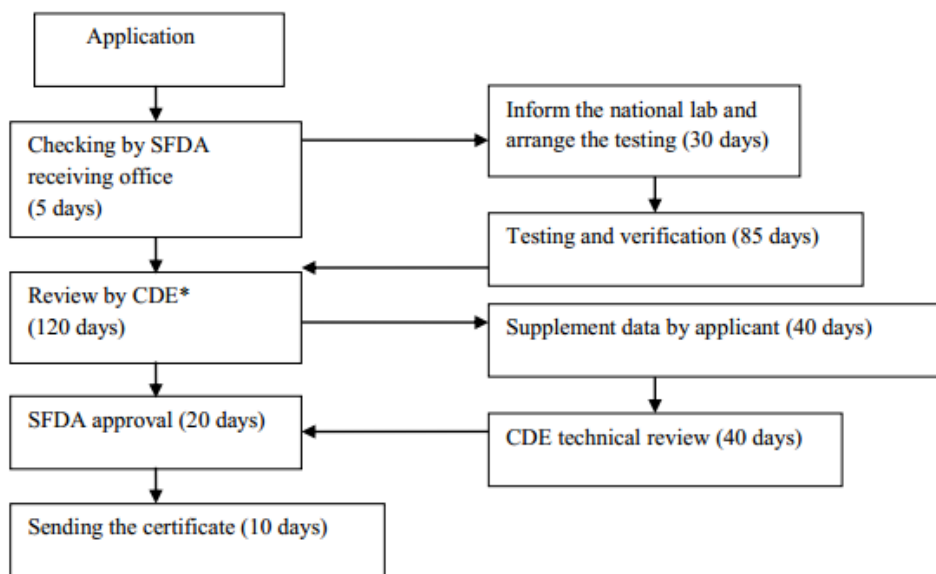 Application
Checking by SFDA
receiving office
(5 days)
Inform the national lab and
arrange the testing (30 days)
Testing and verification (85 days)
Review by CDE*
(120 days)
Supplement data by applicant (40 days)
SFDA approval (20 days)
CDE technical review (40 days)
Sending the certificate (10 days)